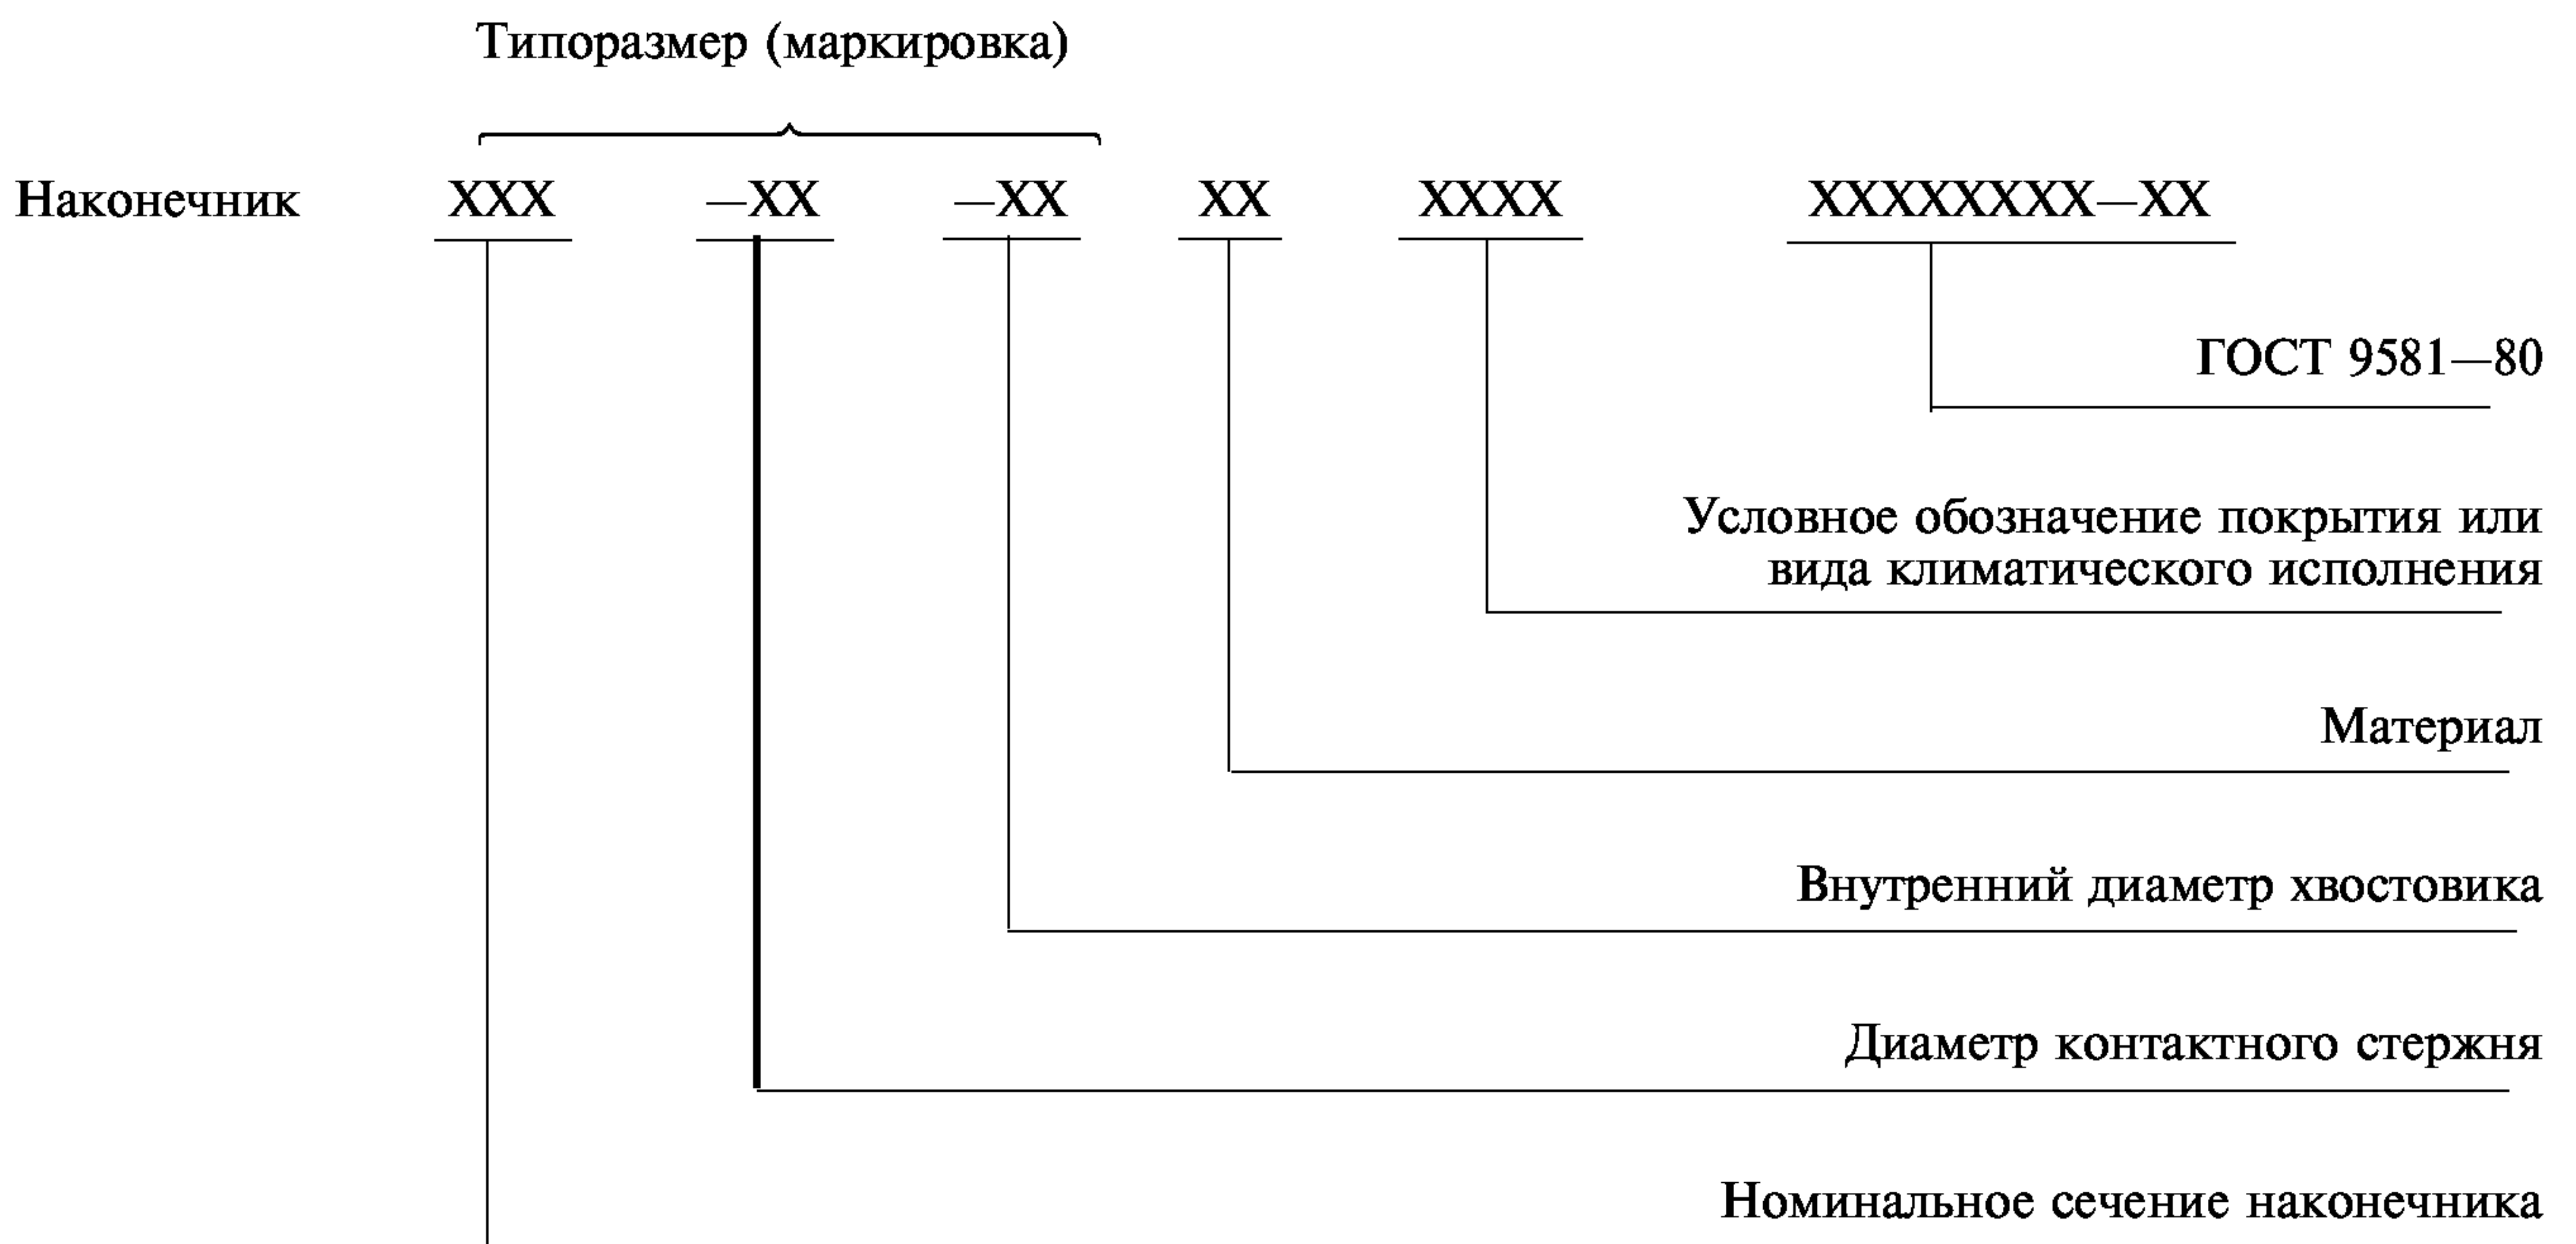 Типоразмер (маркировка)
Наконечник XXX —XX —XX XX XXXX XXXXXXXX—XX
ГОСТ 9581—80
Условное обозначение покрытия или
вида климатического исполнения
Материал
Внутренний диаметр хвостовика
Диаметр контактного стержня
Номинальное сечение наконечника